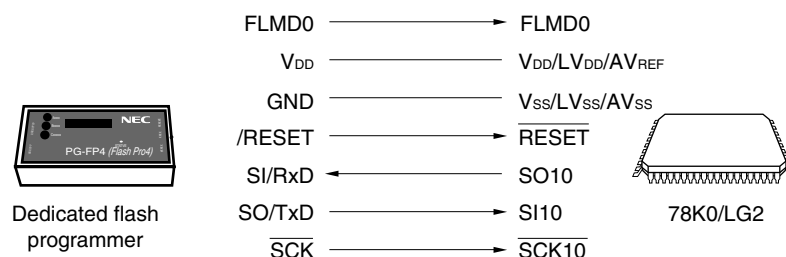 FLMD0 FLMD0
VDD VDD/LVDD/AVREF
GND VSS/LVSS/AVSS
/RESET RESET
SI/RxD SO10
SO/TxD SI10
SCK SCK10
NEC
PG-FP4 (Flash Pro4)
Dedicated flash
programmer
78K0/LG2